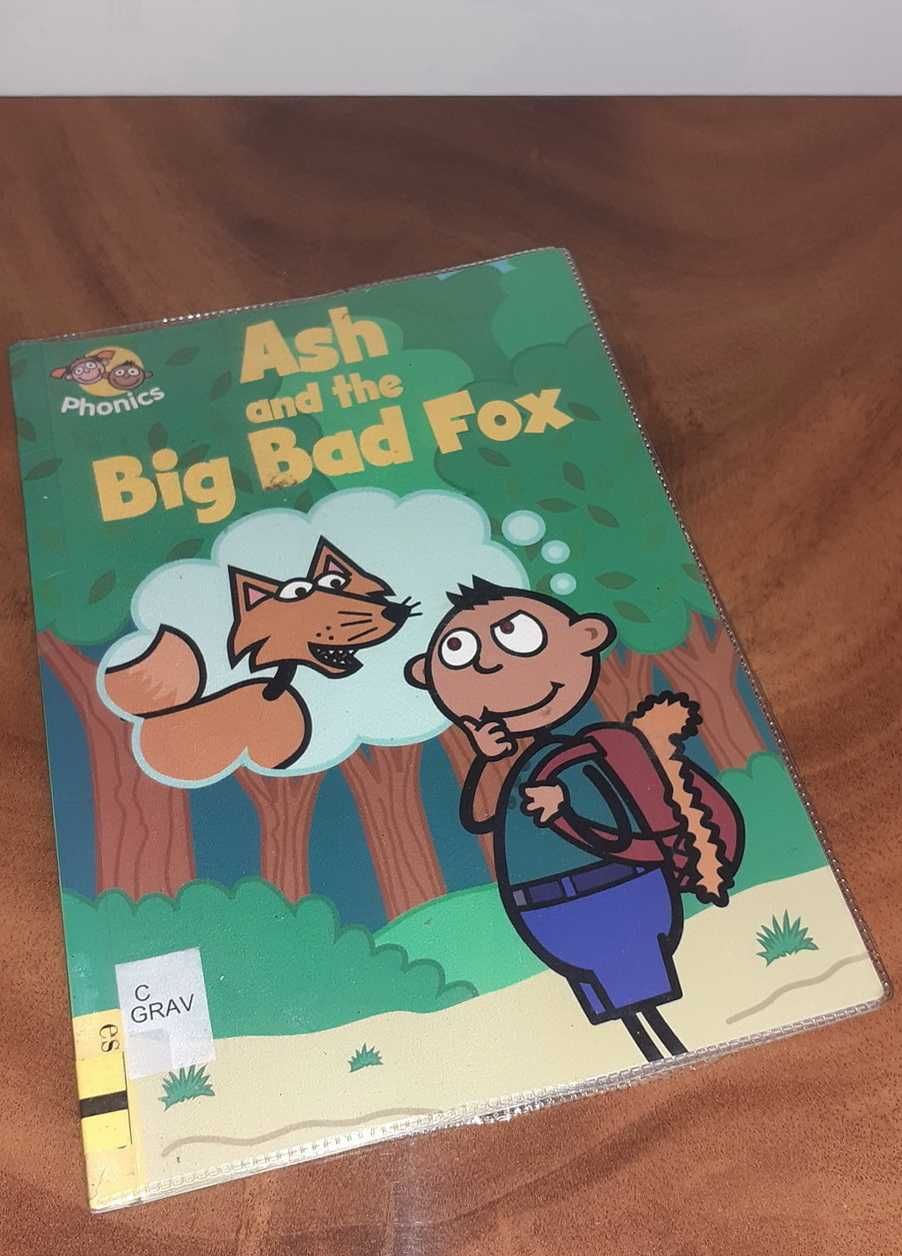 Phonics
Ash
and the
Big Bad Fox
C
GRAV
es